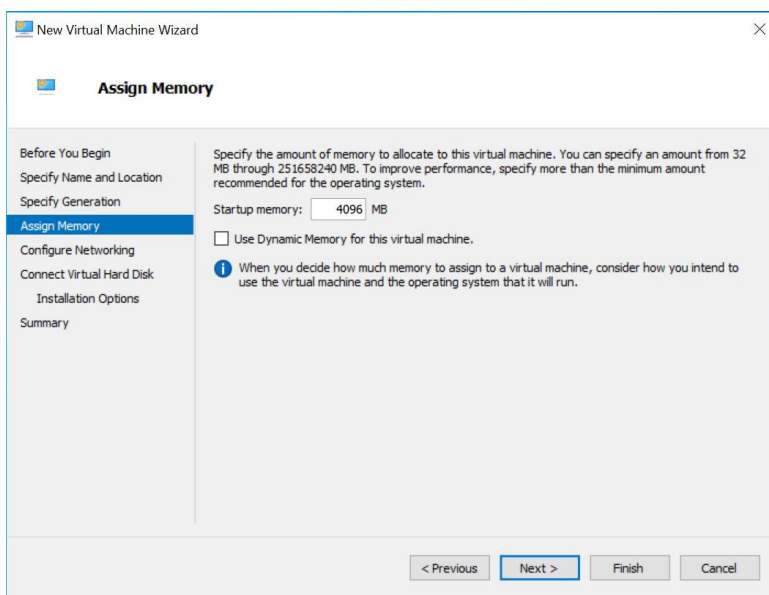 New Virtual Machine Wizard
Assign Memory
Before You Begin
Specify Name and Location
Specify Generation
Assign Memory
Configure Networking
Connect Virtual Hard Disk
Installation Options
Summary
Specify the amount of memory to allocate to this virtual machine. You can specify an amount from 32
MB through 251658240 MB. To improve performance, specify more than the minimum amount
recommended for the operating system.
Startup memory: 4096 MB
Use Dynamic Memory for this virtual machine.
When you decide how much memory to assign to a virtual machine, consider how you intend to
use the virtual machine and the operating system that it will run.
< Previous Next > Finish Cancel